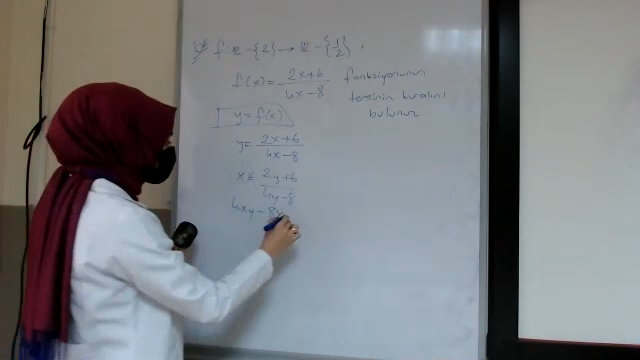 f: R - {2} → R - {1/2},
f(x) = 2x+6 / 4x-8 fonksiyonunun
tersinin kuralını
bulunuz
y = f(x)
y = 2x+6 / 4x-8
x = 2y+6 / 4y-8
4xy - 8x